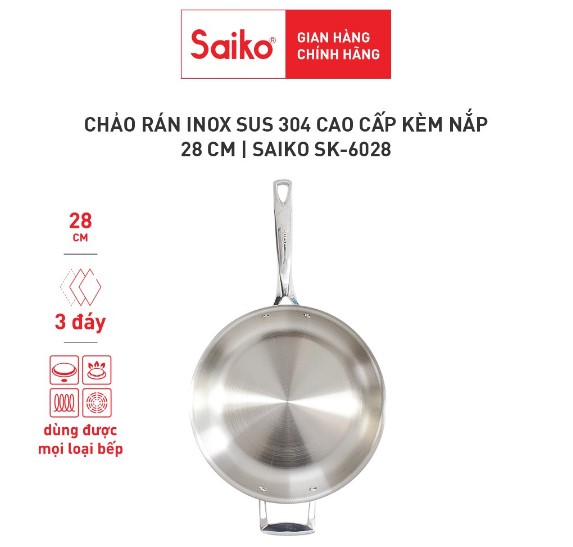 Saiko®
GIAN HÀNG
CHÍNH HÃNG
CHẢO RÁN INOX SUS 304 CAO CẤP KÈM NẮP
28 CM | SAIKO SK-6028
28
CM
3 đáy
dùng được
mọi loại bếp